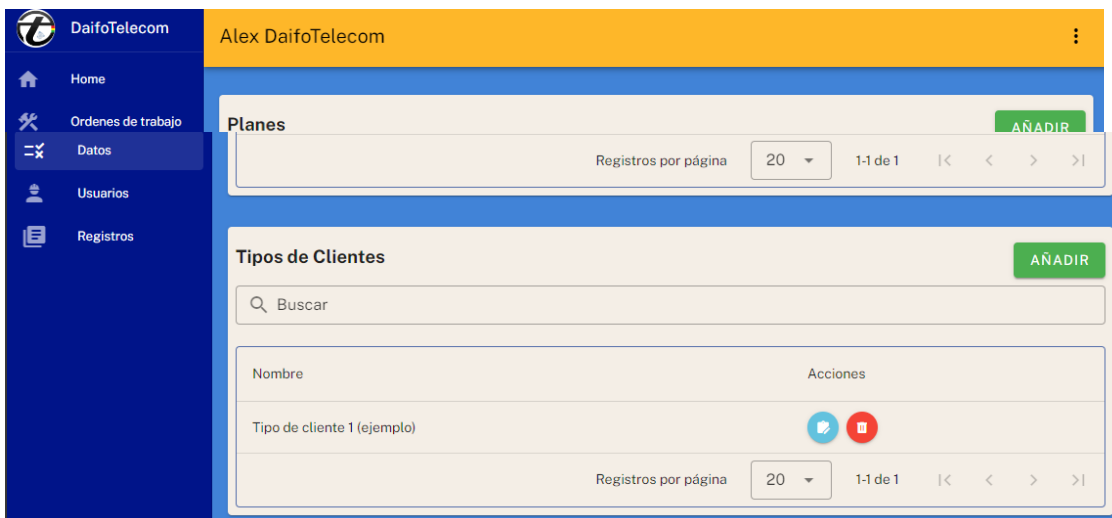 DaifoTelecom
Alex DaifoTelecom
Home
Ordenes de trabajo
Datos
Usuarios
Registros
Planes
AÑADIR
Registros por página 20 1-1 de 1
Tipos de Clientes
AÑADIR
Buscar
Nombre Acciones
Tipo de cliente 1 (ejemplo)
Registros por página 20 1-1 de 1